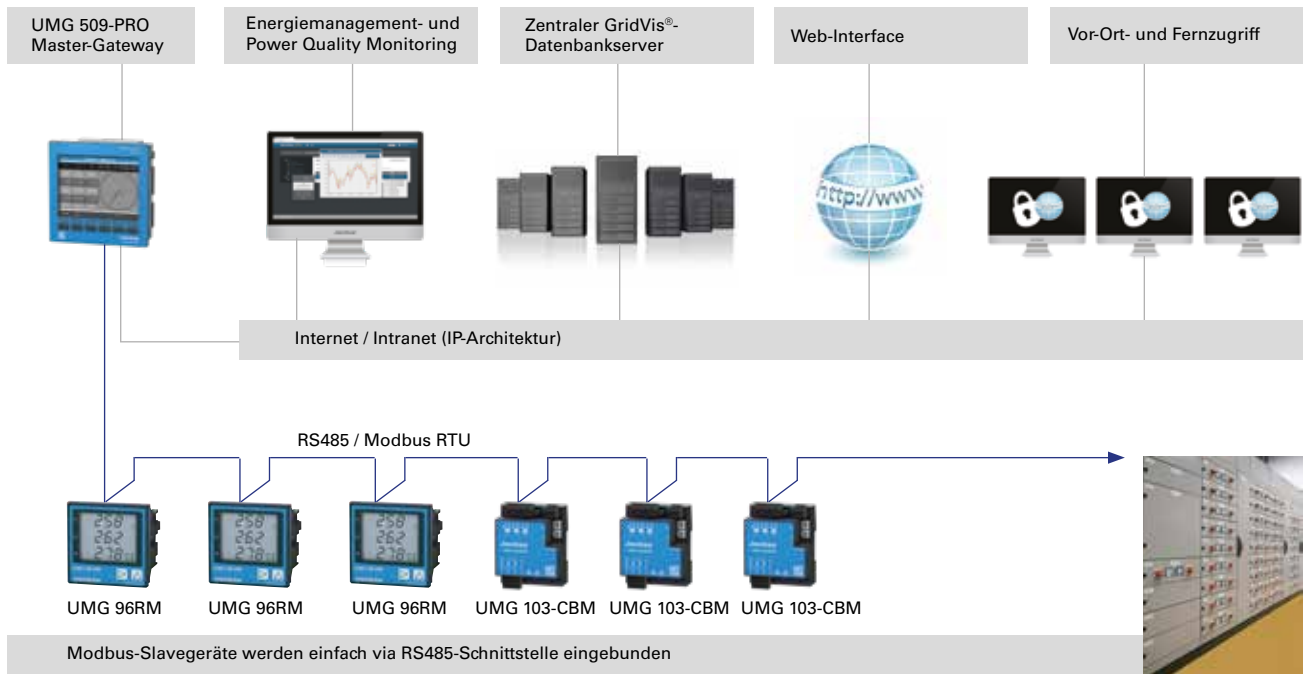 UMG 509-PRO
Master-Gateway
Energiemanagement- und
Power Quality Monitoring
Zentraler GridVis®-
Datenbankserver
Web-Interface
Vor-Ort- und Fernzugriff
http://www
Internet / Intranet (IP-Architektur)
RS485 / Modbus RTU
258
262
278
258
262
278
258
262
278
UMG 96RM
UMG 96RM
UMG 96RM
UMG 103-CBM
UMG 103-CBM
UMG 103-CBM
Modbus-Slavegeräte werden einfach via RS485-Schnittstelle eingebunden